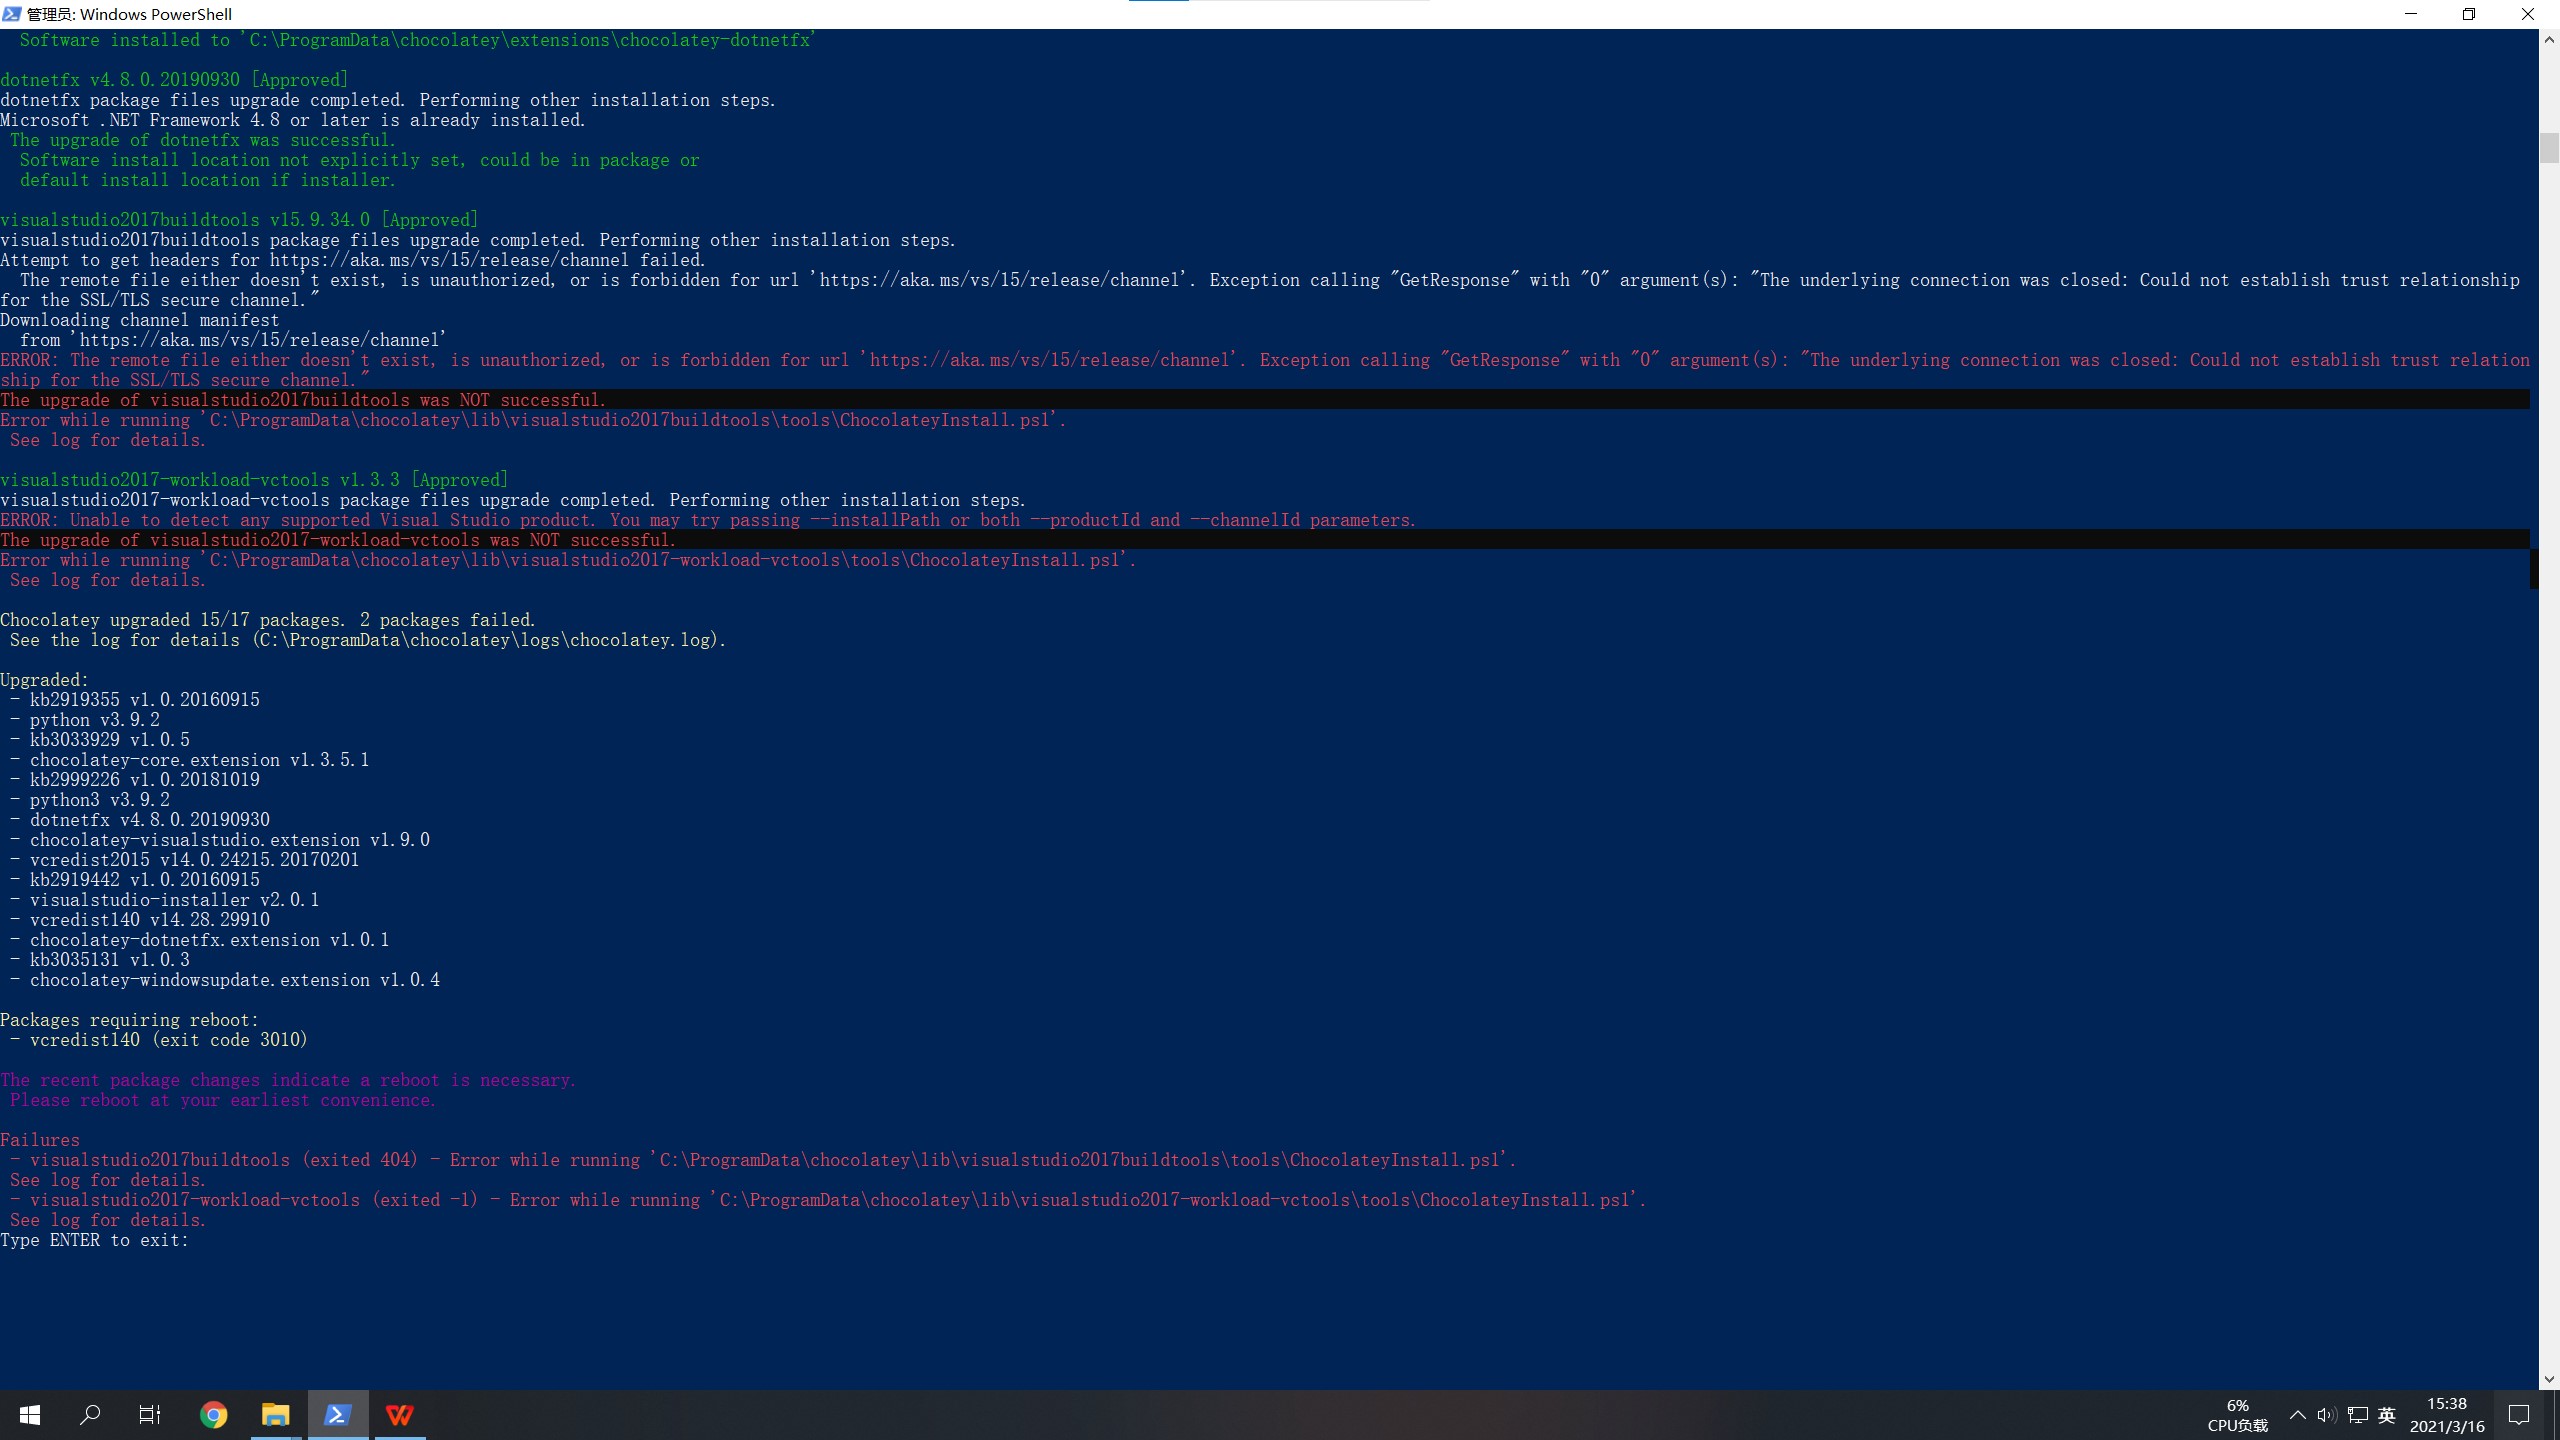 管理员: Windows PowerShell
Software installed to 'C:\ProgramData\chocolatey\extensions\chocolatey-dotnetfx'
dotnetfx v4.8.0.20190930 [Approved]
dotnetfx package files upgrade completed. Performing other installation steps.
Microsoft .NET Framework 4.8 or later is already installed.
The upgrade of dotnetfx was successful.
Software install location not explicitly set, could be in package or
default install location if installer.
visualstudio2017buildtools v15.9.34.0 [Approved]
visualstudio2017buildtools package files upgrade completed. Performing other installation steps.
Attempt to get headers for https://aka.ms/vs/15/release/channel failed.
The remote file either doesn't exist, is unauthorized, or is forbidden for url 'https://aka.ms/vs/15/release/channel'. Exception calling "GetResponse" with "0" argument(s): "The underlying connection was closed: Could not establish trust relationship
for the SSL/TLS secure channel."
Downloading channel manifest
from 'https://aka.ms/vs/15/release/channel'
ERROR: The remote file either doesn't exist, is unauthorized, or is forbidden for url 'https://aka.ms/vs/15/release/channel'. Exception calling "GetResponse" with "0" argument(s): "The underlying connection was closed: Could not establish trust relation
ship for the SSL/TLS secure channel."
The upgrade of visualstudio2017buildtools was NOT successful.
Error while running 'C:\ProgramData\chocolatey\lib\visualstudio2017buildtools\tools\ChocolateyInstall.ps1'.
See log for details.
visualstudio2017-workload-vctools v1.3.3 [Approved]
visualstudio2017-workload-vctools package files upgrade completed. Performing other installation steps.
ERROR: Unable to detect any supported Visual Studio product. You may try passing --installPath or both --productId and --channelId parameters.
The upgrade of visualstudio2017-workload-vctools was NOT successful.
Error while running 'C:\ProgramData\chocolatey\lib\visualstudio2017-workload-vctools\tools\ChocolateyInstall.ps1'.
See log for details.
Chocolatey upgraded 15/17 packages. 2 packages failed.
See the log for details (C:\ProgramData\chocolatey\logs\chocolatey.log).
Upgraded:
- kb2919355 v1.0.20160915
- python v3.9.2
- kb3033929 v1.0.5
- chocolatey-core.extension v1.3.5.1
- kb2999226 v1.0.20181019
- python3 v3.9.2
- dotnetfx v4.8.0.20190930
- chocolatey-visualstudio.extension v1.9.0
- vcredist2015 v14.0.24215.20170201
- kb2919442 v1.0.20160915
- visualstudio-installer v2.0.1
- vcredist140 v14.28.29910
- chocolatey-dotnetfx.extension v1.0.1
- kb3035131 v1.0.3
- chocolatey-windowsupdate.extension v1.0.4
Packages requiring reboot:
- vcredist140 (exit code 3010)
The recent package changes indicate a reboot is necessary.
Please reboot at your earliest convenience.
Failures
- visualstudio2017buildtools (exited 404) - Error while running 'C:\ProgramData\chocolatey\lib\visualstudio2017buildtools\tools\ChocolateyInstall.ps1'.
See log for details.
- visualstudio2017-workload-vctools (exited -1) - Error while running 'C:\ProgramData\chocolatey\lib\visualstudio2017-workload-vctools\tools\ChocolateyInstall.ps1'.
See log for details.
Type ENTER to exit:
6%
CPU负载
英
15:38
2021/3/16